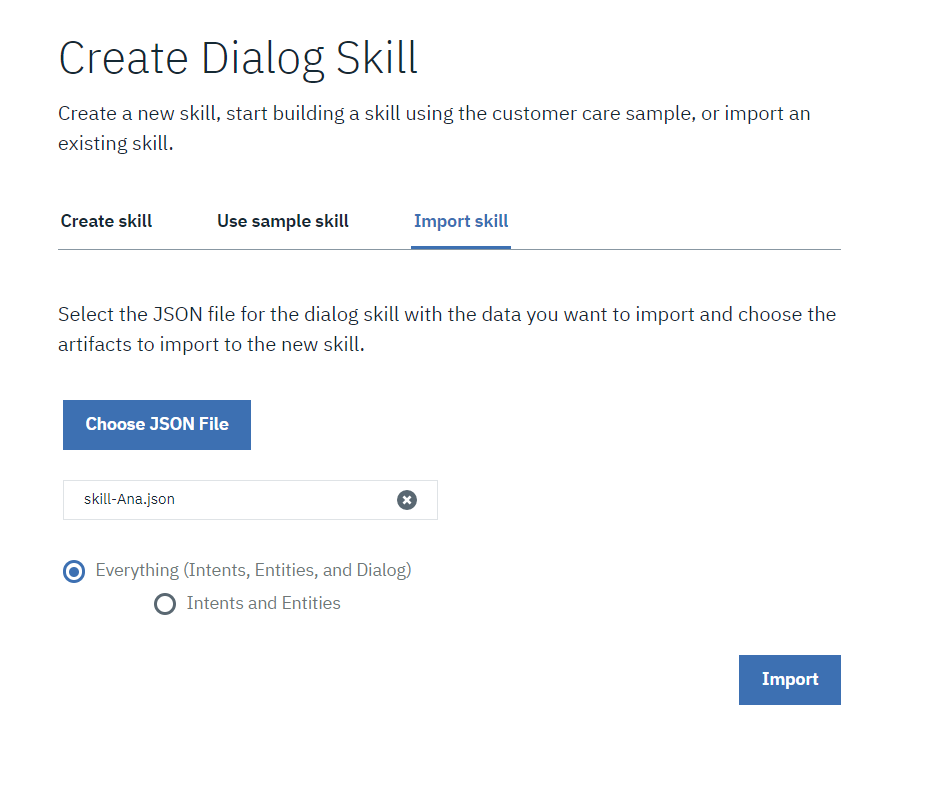 Create Dialog Skill
Create a new skill, start building a skill using the customer care sample, or import an
existing skill.
Create skill Use sample skill Import skill
Select the JSON file for the dialog skill with the data you want to import and choose the
artifacts to import to the new skill.
Choose JSON File
skill-Ana.json
Everything (Intents, Entities, and Dialog)
Intents and Entities
Import